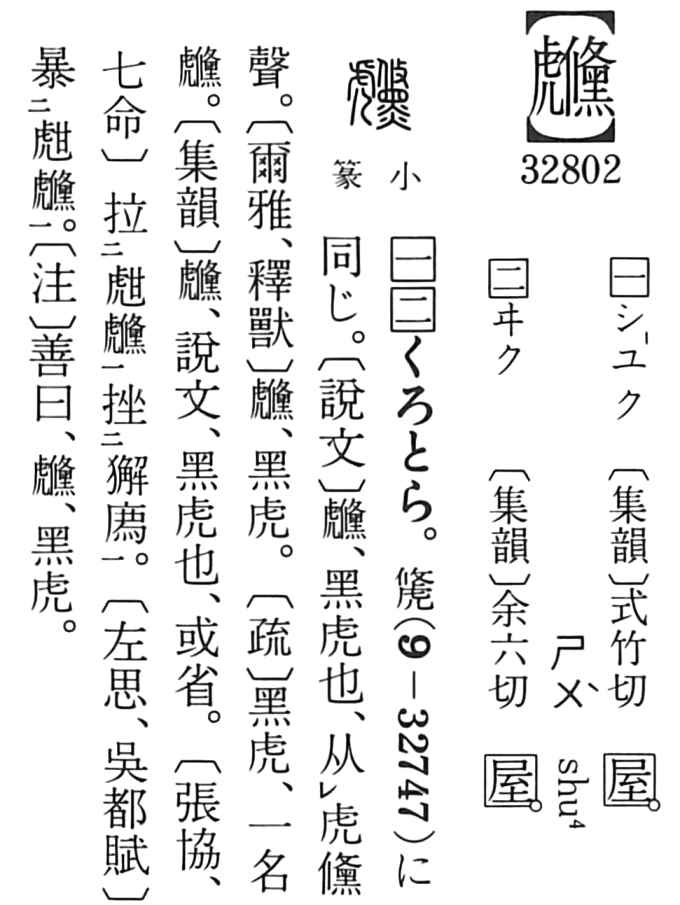 【虪】
32802
一シユク 〔集韻〕式竹切 屋。
ㄕㄨˋ shu4
二ヰク 〔集韻〕余六切 屋。
小篆
一二くろとら。(9-32747)に
同じ。〔說文〕虪、黑虎也、从レ虎儵
聲。〔爾雅、釋獸〕虪、黑虎。〔疏〕黑虎、一名
虪。〔集韻〕虪、說文、黑虎也、或省。〔張協、
七命〕拉二甝虪一挫二獬廌一。〔左思、吳都賦〕
暴二甝虪一。〔注〕善曰、虪、黑虎。